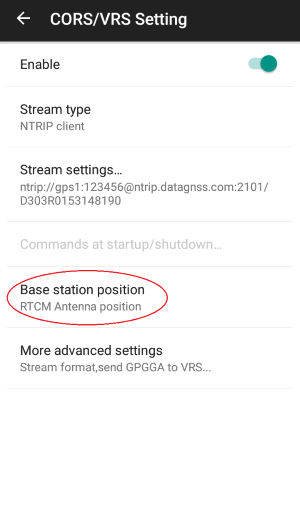 CORS/VRS Setting
Enable
Stream type
NTRIP client
Stream settings...
ntrip://gps1:123456@ntrip.datagnss.com:2101/
D303R0153148190
Commands at startup/shutdown...
Base station position
RTCM Antenna position
More advanced settings
Stream format,send GPGGA to VRS...